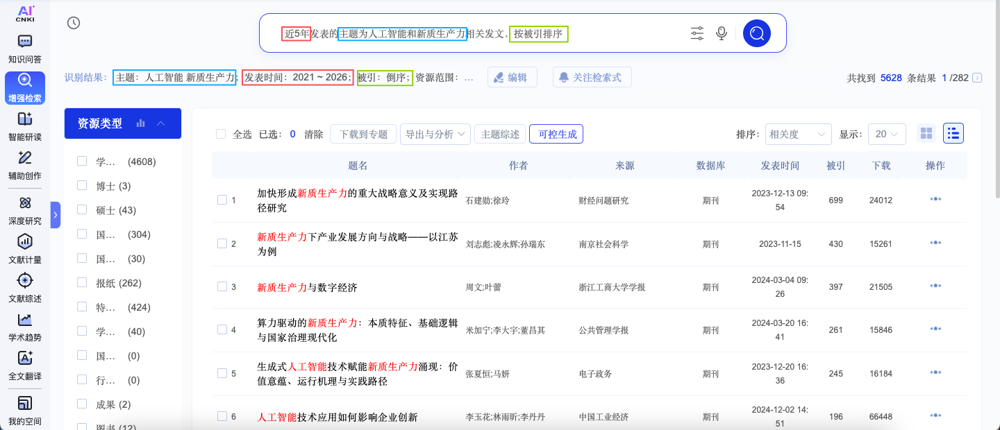 AI
CNKI
知识问答
增强检索
智能研读
辅助创作
深度研究
文献计量
文献综述
学术趋势
全文翻译
我的空间
近5年发表的主题为人工智能和新质生产力相关发文，按被引排序
识别结果： 主题：人工智能 新质生产力; 发表时间：2021 ~ 2026; 被引：倒序; 资源范围： ...
编辑
关注检索式
共找到 5628 条结果 1 /282
资源类型
学... (4608)
博士 (3)
硕士 (43)
国... (304)
国... (30)
报纸 (262)
特... (424)
学... (40)
国... (0)
行... (0)
成果 (2)
图书 (12)
全选 已选： 0 清除 下载到专题 导出与分析 主题综述 可控生成
排序： 相关度 显示： 20
题名 作者 来源 数据库 发表时间 被引 下载 操作
1 加快形成新质生产力的重大战略意义及实现路径研究 石建勋;徐玲 财经问题研究 期刊 2023-12-13 09:54 699 24012
2 新质生产力下产业发展方向与战略——以江苏为例 刘志彪;凌永辉;孙瑞东 南京社会科学 期刊 2023-11-15 430 15261
3 新质生产力与数字经济 周文;叶蕾 浙江工商大学学报 期刊 2024-03-04 09:26 397 21505
4 算力驱动的新质生产力：本质特征、基础逻辑与国家治理现代化 米加宁;李大宇;董昌其 公共管理学报 期刊 2024-03-20 16:41 261 15846
5 生成式人工智能技术赋能新质生产力涌现：价值意蕴、运行机理与实践路径 张夏恒;马妍 电子政务 期刊 2023-12-20 16:36 245 16184
6 人工智能技术应用如何影响企业创新 李玉花;林雨昕;李丹丹 中国工业经济 期刊 2024-12-02 14:51 196 66448